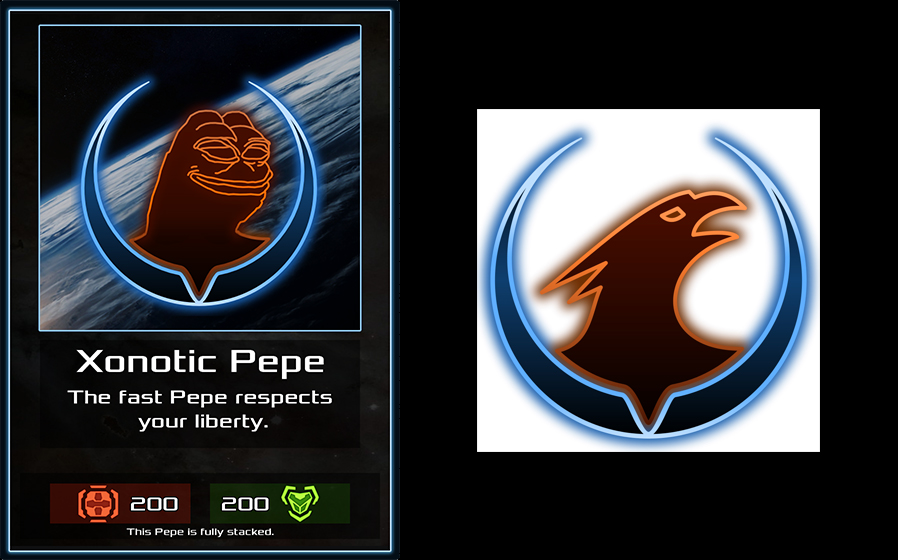 Xonotic Pepe
The fast Pepe respects
your liberty.
200 200
This Pepe is fully stacked.